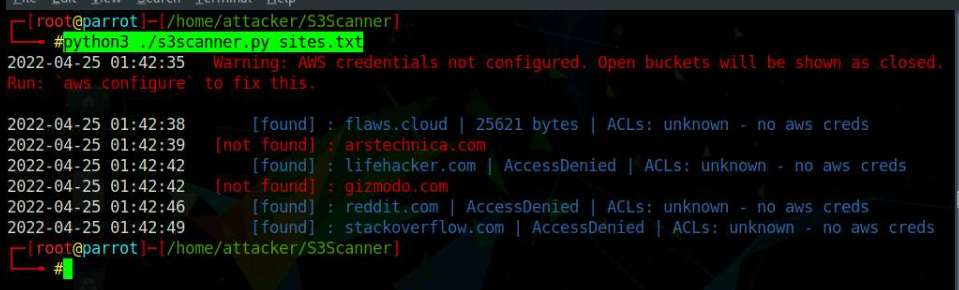 File Edit View Search Terminal Help
┌─[root@parrot]─[/home/attacker/S3Scanner]
└──╼ #python3 ./s3scanner.py sites.txt
2022-04-25 01:42:35 Warning: AWS credentials not configured. Open buckets will be shown as closed.
Run: `aws configure` to fix this.
2022-04-25 01:42:38 [found] : flaws.cloud | 25621 bytes | ACLs: unknown - no aws creds
2022-04-25 01:42:39 [not found] : arstechnica.com
2022-04-25 01:42:42 [found] : lifehacker.com | AccessDenied | ACLs: unknown - no aws creds
2022-04-25 01:42:42 [not found] : gizmodo.com
2022-04-25 01:42:46 [found] : reddit.com | AccessDenied | ACLs: unknown - no aws creds
2022-04-25 01:42:49 [found] : stackoverflow.com | AccessDenied | ACLs: unknown - no aws creds
┌─[root@parrot]─[/home/attacker/S3Scanner]
└──╼ #